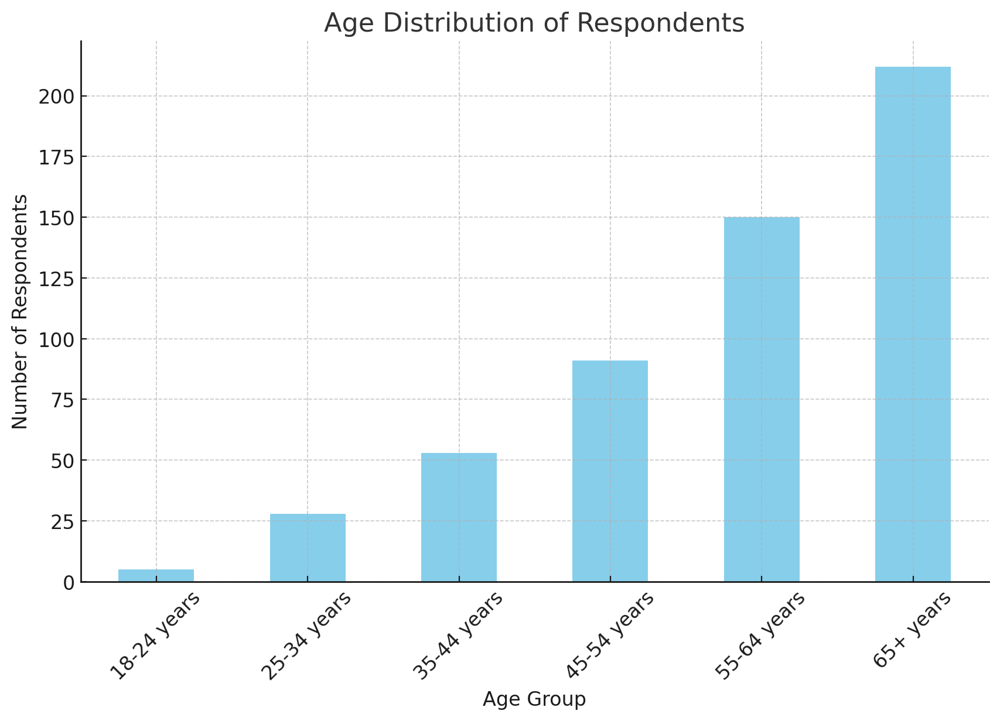 Age Distribution of Respondents
Number of Respondents
200
175
150
125
100
75
50
25
0
18-24 years
25-34 years
35-44 years
45-54 years
55-64 years
65+ years
Age Group